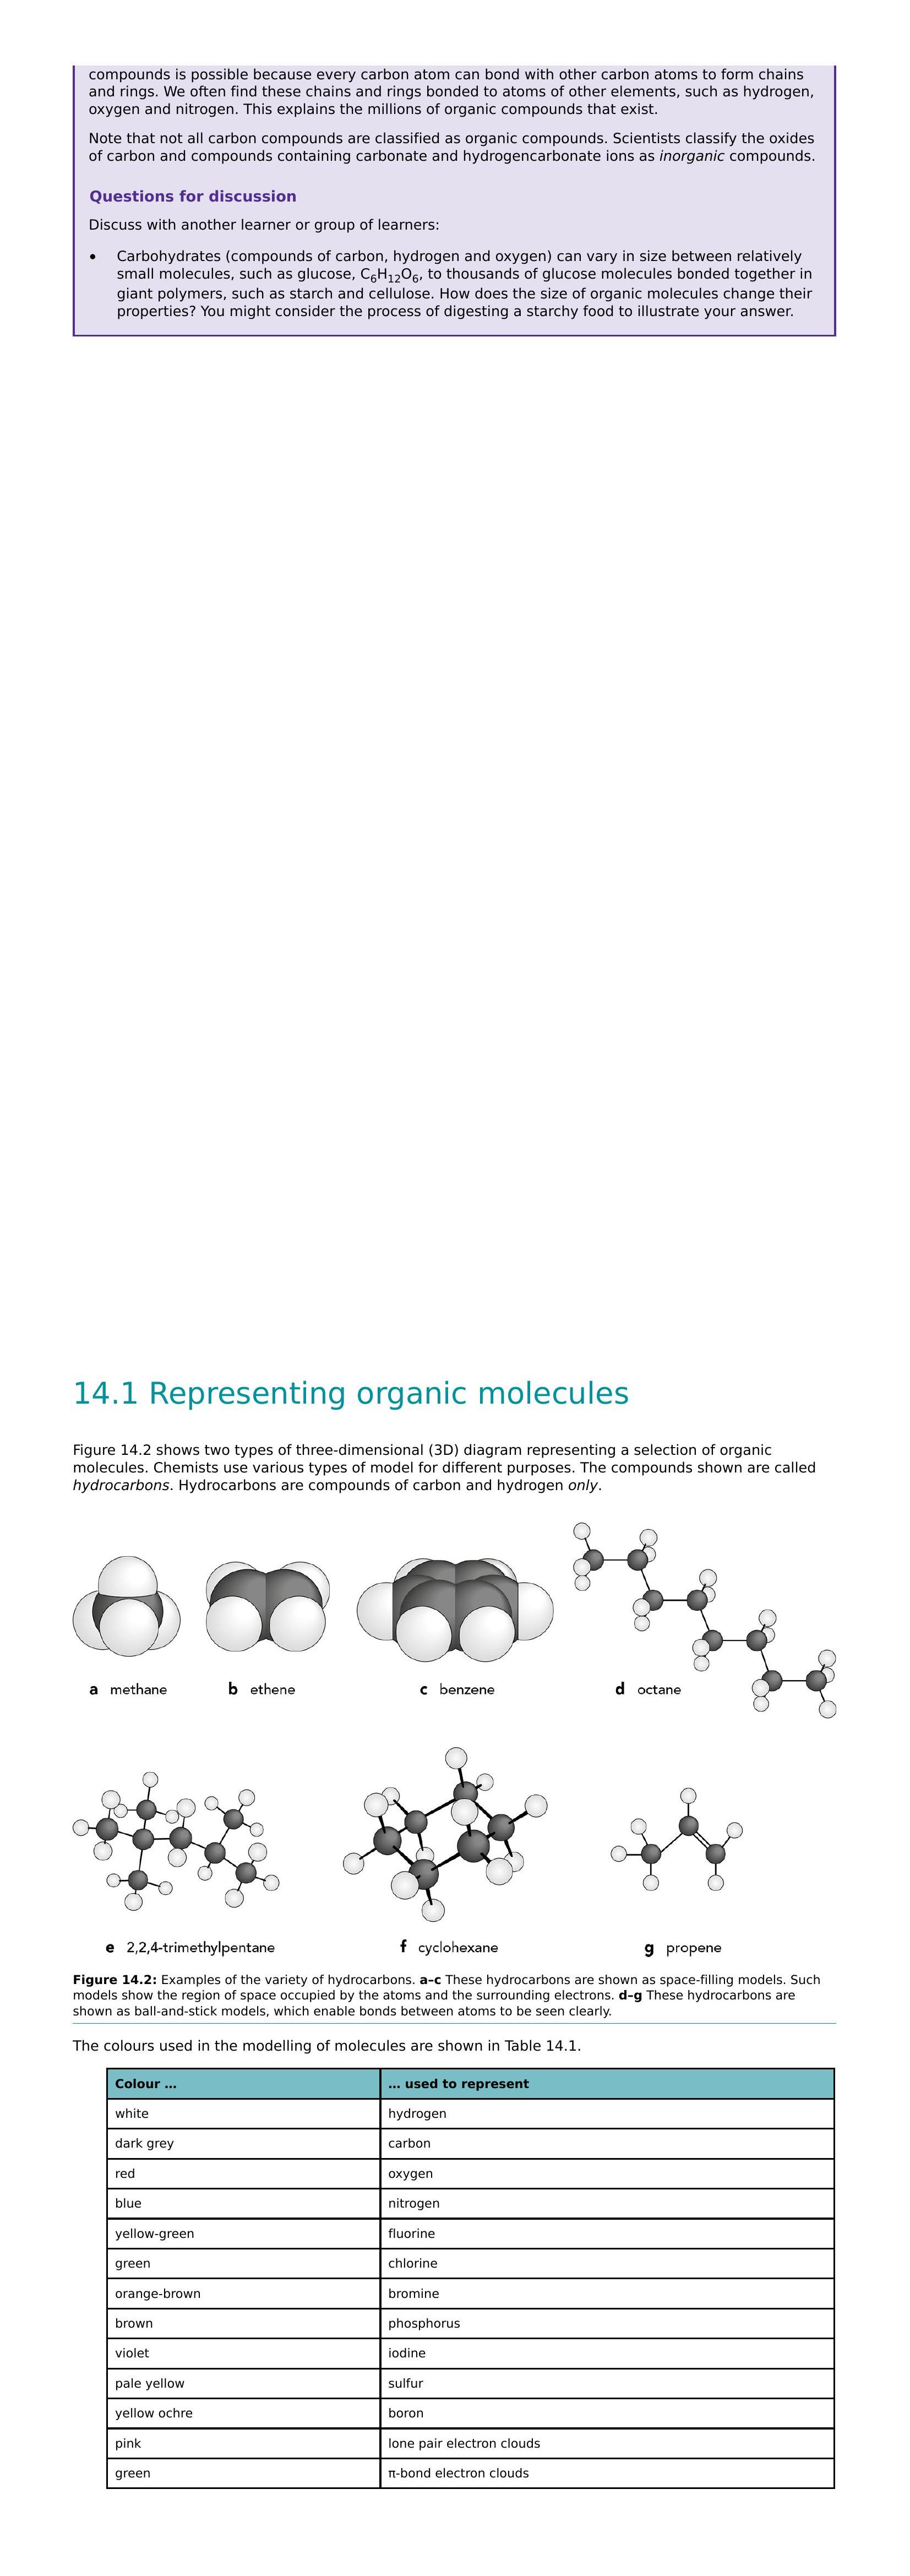 compounds is possible because every carbon atom can bond with other carbon atoms to form chains
and rings. We often find these chains and rings bonded to atoms of other elements, such as hydrogen,
oxygen and nitrogen. This explains the millions of organic compounds that exist.
Note that not all carbon compounds are classified as organic compounds. Scientists classify the oxides
of carbon and compounds containing carbonate and hydrogencarbonate ions as inorganic compounds.
Questions for discussion
Discuss with another learner or group of learners:
• Carbohydrates (compounds of carbon, hydrogen and oxygen) can vary in size between relatively
small molecules, such as glucose, C₆H₁₂O₆, to thousands of glucose molecules bonded together in
giant polymers, such as starch and cellulose. How does the size of organic molecules change their
properties? You might consider the process of digesting a starchy food to illustrate your answer.
14.1 Representing organic molecules
Figure 14.2 shows two types of three-dimensional (3D) diagram representing a selection of organic
molecules. Chemists use various types of model for different purposes. The compounds shown are called
hydrocarbons. Hydrocarbons are compounds of carbon and hydrogen only.
a methane b ethene c benzene d octane
e 2,2,4-trimethylpentane f cyclohexane g propene
Figure 14.2: Examples of the variety of hydrocarbons. a–c These hydrocarbons are shown as space-filling models. Such
models show the region of space occupied by the atoms and the surrounding electrons. d–g These hydrocarbons are
shown as ball-and-stick models, which enable bonds between atoms to be seen clearly.
The colours used in the modelling of molecules are shown in Table 14.1.
Colour … … used to represent
white hydrogen
dark grey carbon
red oxygen
blue nitrogen
yellow-green fluorine
green chlorine
orange-brown bromine
brown phosphorus
violet iodine
pale yellow sulfur
yellow ochre boron
pink lone pair electron clouds
green π-bond electron clouds